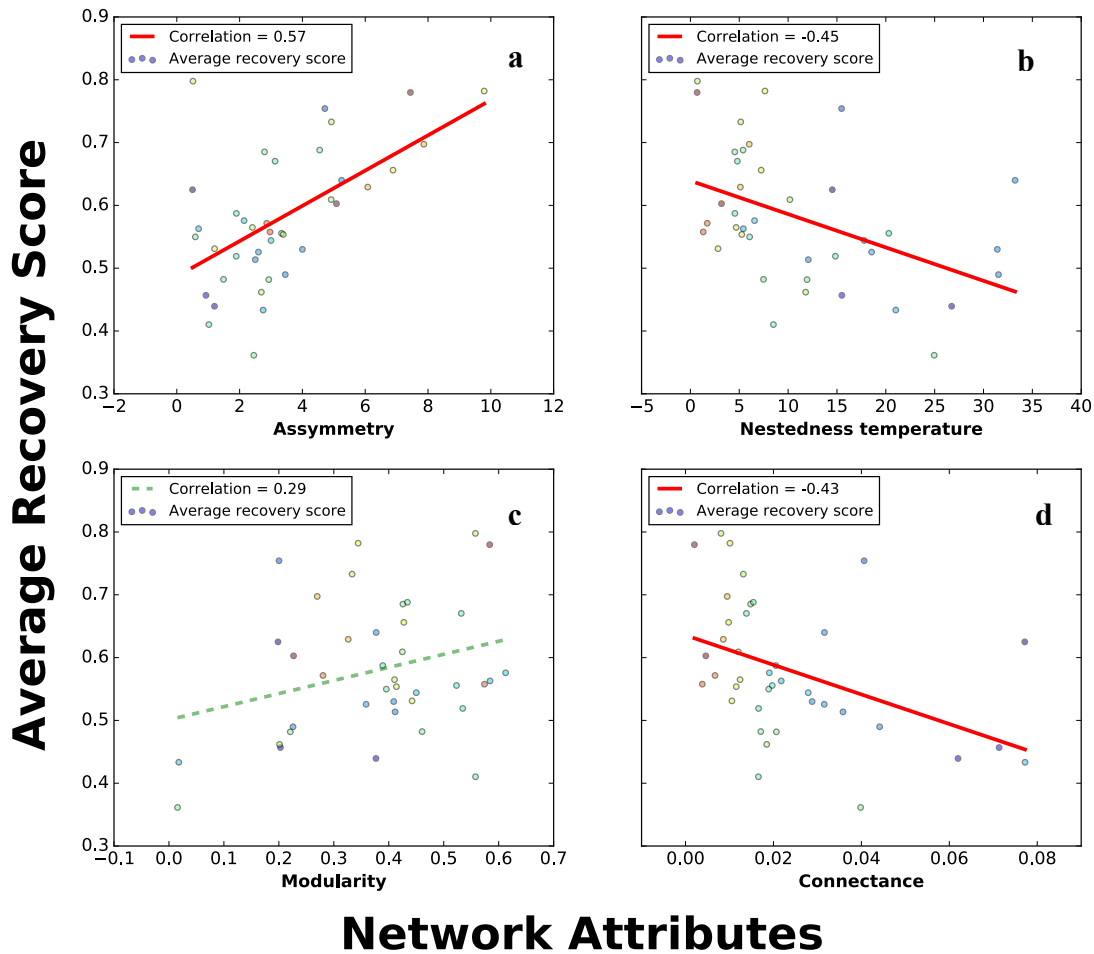 Average Recovery Score
0.9
0.8
0.7
0.6
0.5
0.4
0.3
Correlation = 0.57
Average recovery score
a
−2 0 2 4 6 8 10 12
Assymmetry
Correlation = -0.45
Average recovery score
b
−5 0 5 10 15 20 25 30 35 40
Nestedness temperature
0.9
0.8
0.7
0.6
0.5
0.4
0.3
Correlation = 0.29
Average recovery score
c
−0.1 0.0 0.1 0.2 0.3 0.4 0.5 0.6 0.7
Modularity
Correlation = -0.43
Average recovery score
d
0.00 0.02 0.04 0.06 0.08
Connectance
Network Attributes